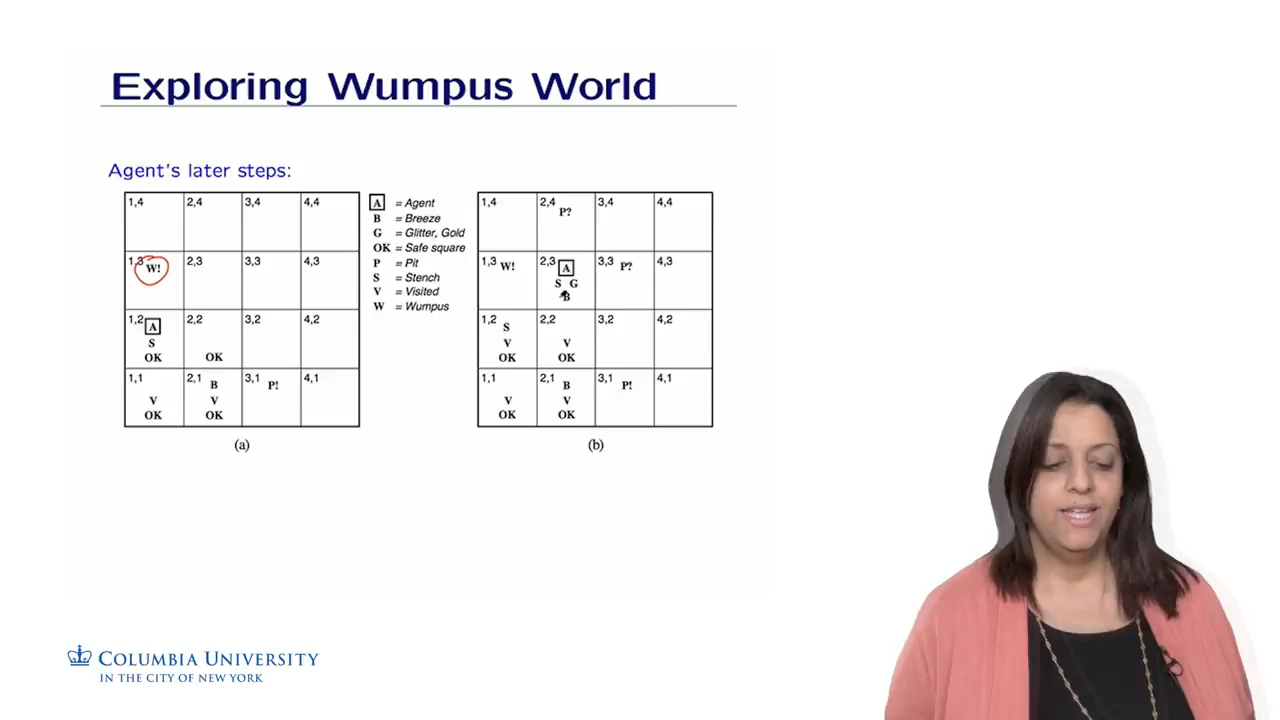 Exploring Wumpus World
Agent's later steps:
1,4 2,4 3,4 4,4
1,3 W! 2,3 3,3 4,3
1,2 A 2,2 3,2 4,2
S
OK OK
1,1 2,1 B 3,1 P! 4,1
V V
OK OK
(a)
A = Agent
B = Breeze
G = Glitter, Gold
OK = Safe square
P = Pit
S = Stench
V = Visited
W = Wumpus
1,4 2,4 P? 3,4 4,4
1,3 W! 2,3 A 3,3 P? 4,3
S G
B
1,2 S 2,2 3,2 4,2
V V
OK OK
1,1 2,1 B 3,1 P! 4,1
V V
OK OK
(b)
COLUMBIA UNIVERSITY
IN THE CITY OF NEW YORK